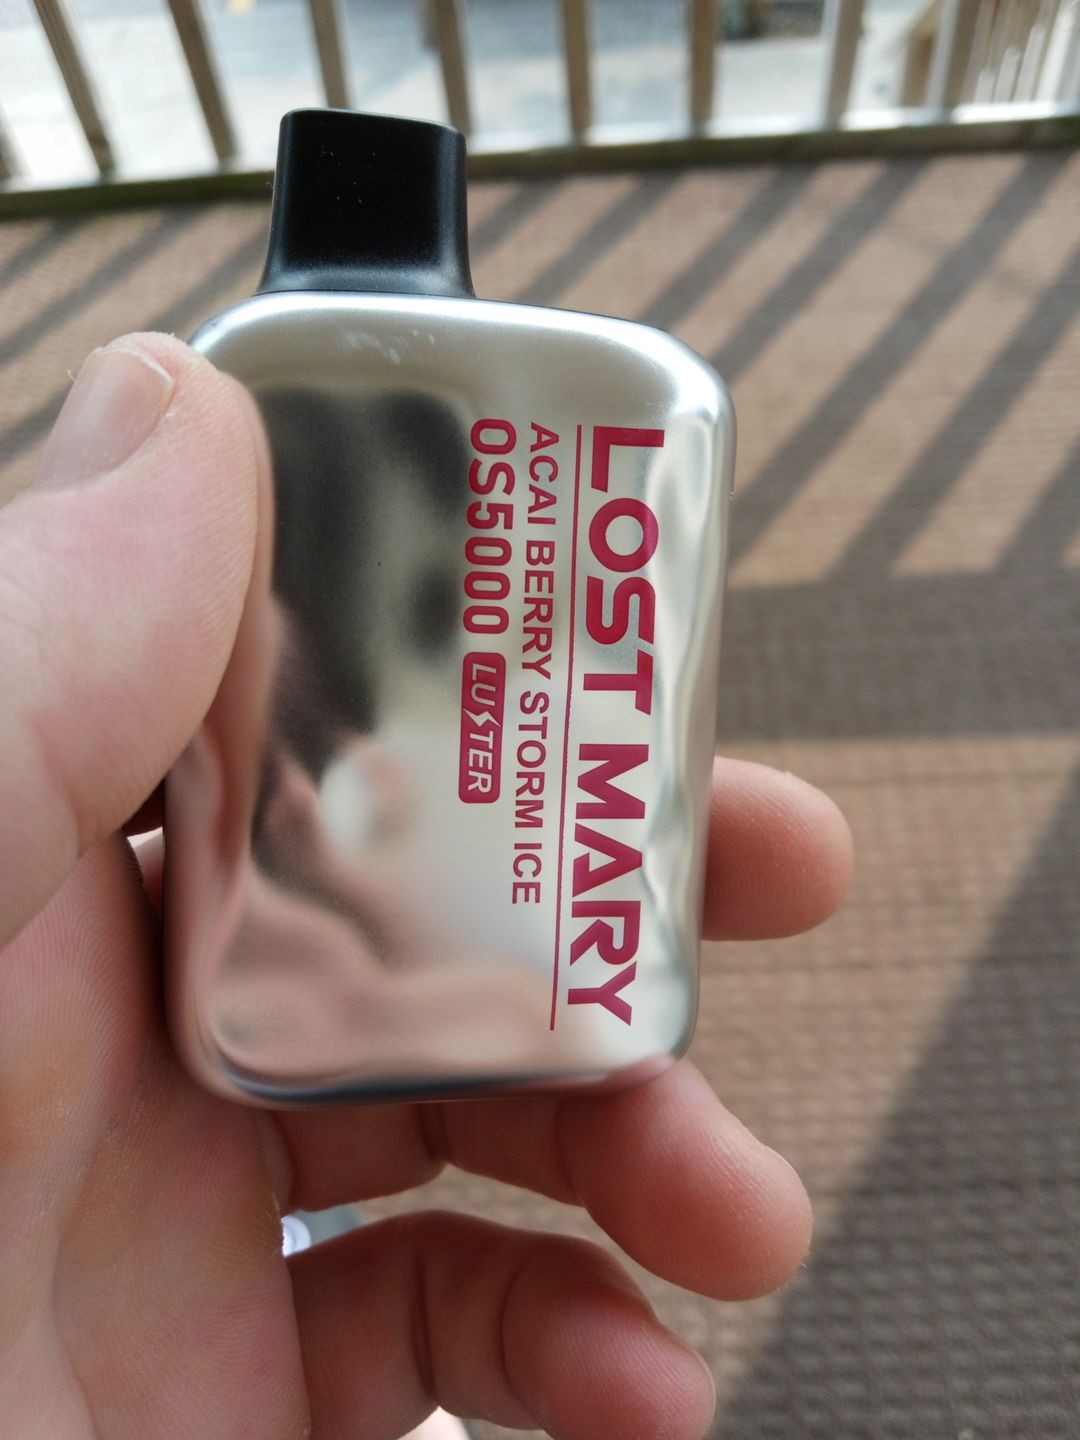 LOST MARY
ACAI BERRY STORM ICE
OS5000 LUSTER